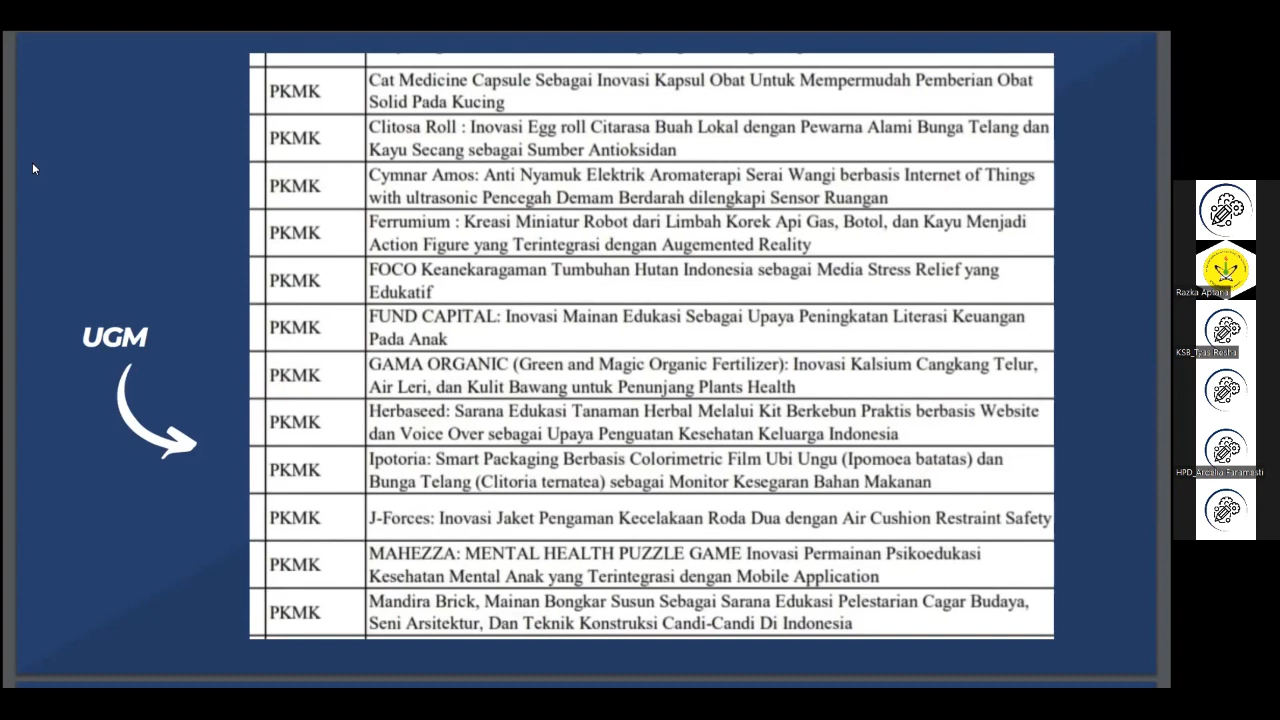 UGM
PKMK
Cat Medicine Capsule Sebagai Inovasi Kapsul Obat Untuk Mempermudah Pemberian Obat
Solid Pada Kucing
PKMK
Clitosa Roll : Inovasi Egg roll Citarasa Buah Lokal dengan Pewarna Alami Bunga Telang dan
Kayu Secang sebagai Sumber Antioksidan
PKMK
Cymnar Amos: Anti Nyamuk Elektrik Aromaterapi Serai Wangi berbasis Internet of Things
with ultrasonic Pencegah Demam Berdarah dilengkapi Sensor Ruangan
PKMK
Ferrumium : Kreasi Miniatur Robot dari Limbah Korek Api Gas, Botol, dan Kayu Menjadi
Action Figure yang Terintegrasi dengan Augemented Reality
PKMK
FOCO Keanekaragaman Tumbuhan Hutan Indonesia sebagai Media Stress Relief yang
Edukatif
PKMK
FUND CAPITAL: Inovasi Mainan Edukasi Sebagai Upaya Peningkatan Literasi Keuangan
Pada Anak
PKMK
GAMA ORGANIC (Green and Magic Organic Fertilizer): Inovasi Kalsium Cangkang Telur,
Air Leri, dan Kulit Bawang untuk Penunjang Plants Health
PKMK
Herbaseed: Sarana Edukasi Tanaman Herbal Melalui Kit Berkebun Praktis berbasis Website
dan Voice Over sebagai Upaya Penguatan Kesehatan Keluarga Indonesia
PKMK
Ipotoria: Smart Packaging Berbasis Colorimetric Film Ubi Ungu (Ipomoea batatas) dan
Bunga Telang (Clitoria ternatea) sebagai Monitor Kesegaran Bahan Makanan
PKMK
J-Forces: Inovasi Jaket Pengaman Kecelakaan Roda Dua dengan Air Cushion Restraint Safety
PKMK
MAHEZZA: MENTAL HEALTH PUZZLE GAME Inovasi Permainan Psikoedukasi
Kesehatan Mental Anak yang Terintegrasi dengan Mobile Application
PKMK
Mandira Brick, Mainan Bongkar Susun Sebagai Sarana Edukasi Pelestarian Cagar Budaya,
Seni Arsitektur, Dan Teknik Konstruksi Candi-Candi Di Indonesia
Razka
KSB_Tyas Resha